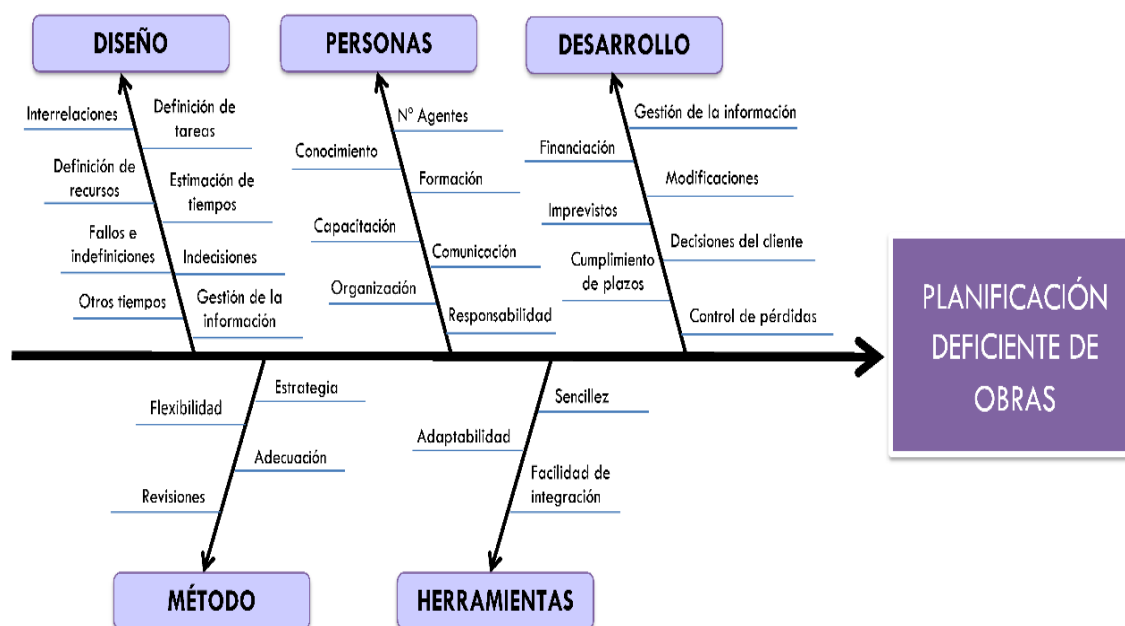 DISEÑO
PERSONAS
DESARROLLO
Interrelaciones
Definición de
tareas
Definición de
recursos
Estimación de
tiempos
Fallos e
indefiniciones
Indecisiones
Otros tiempos
Gestión de la
información
Nº Agentes
Conocimiento
Formación
Capacitación
Comunicación
Organización
Responsabilidad
Gestión de la información
Financiación
Modificaciones
Imprevistos
Decisiones del cliente
Cumplimiento
de plazos
Control de pérdidas
PLANIFICACIÓN
DEFICIENTE DE
OBRAS
Estrategia
Flexibilidad
Adecuación
Revisiones
Sencillez
Adaptabilidad
Facilidad de
integración
MÉTODO
HERRAMIENTAS